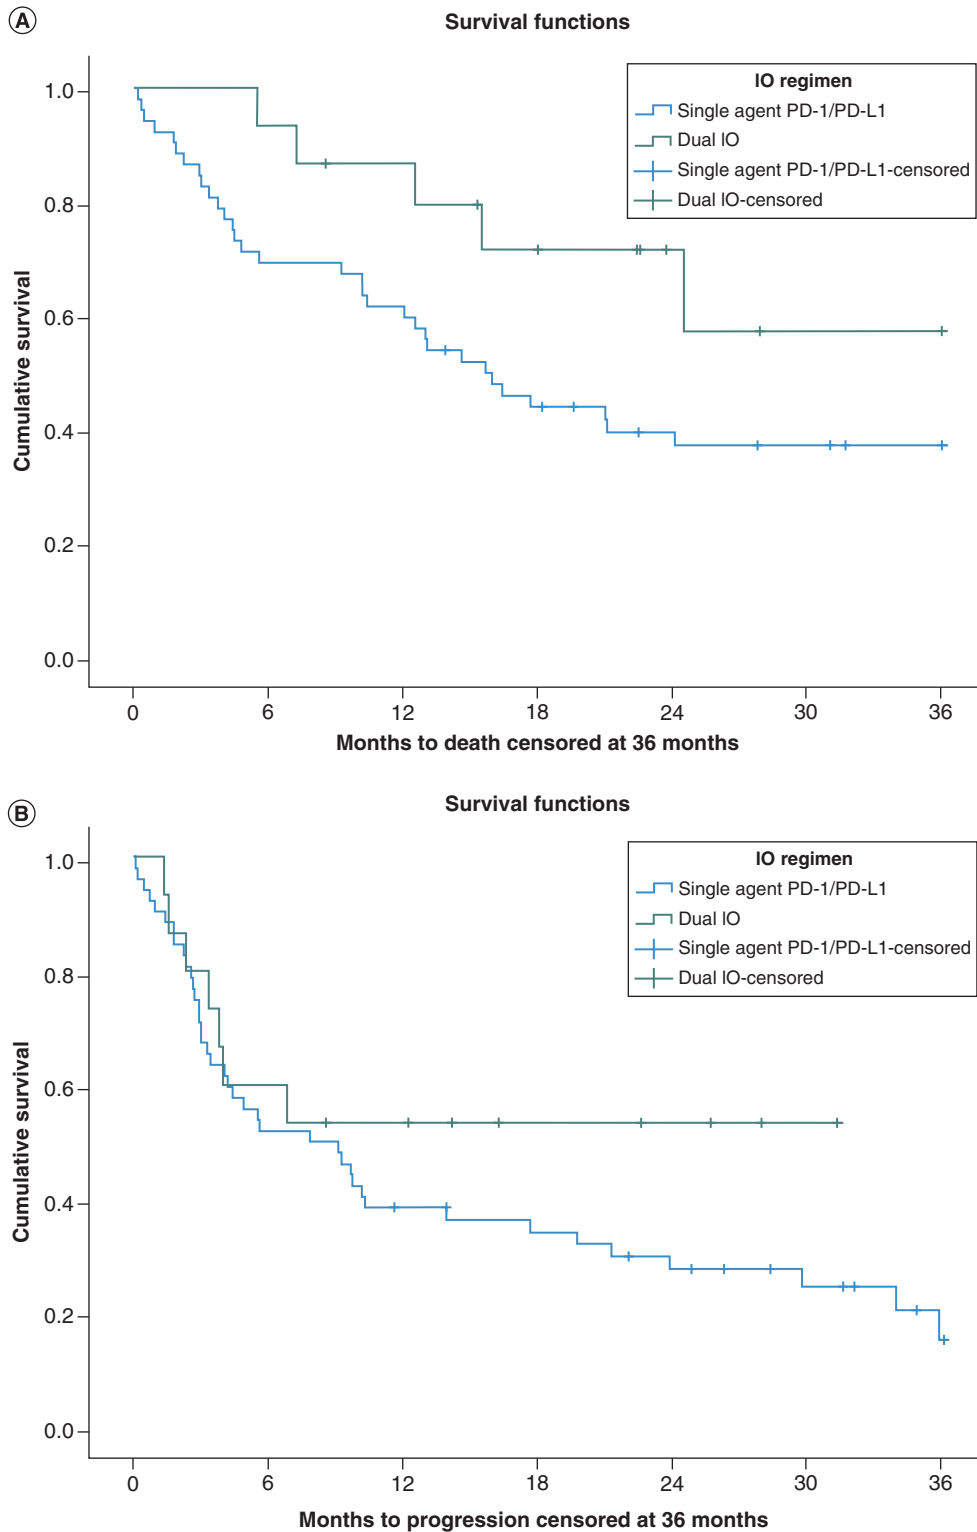 A
Survival functions
IO regimen
Single agent PD-1/PD-L1
Dual IO
Single agent PD-1/PD-L1-censored
Dual IO-censored
Cumulative survival
1.0
0.8
0.6
0.4
0.2
0.0
0 6 12 18 24 30 36
Months to death censored at 36 months
B
Survival functions
IO regimen
Single agent PD-1/PD-L1
Dual IO
Single agent PD-1/PD-L1-censored
Dual IO-censored
Cumulative survival
1.0
0.8
0.6
0.4
0.2
0.0
0 6 12 18 24 30 36
Months to progression censored at 36 months